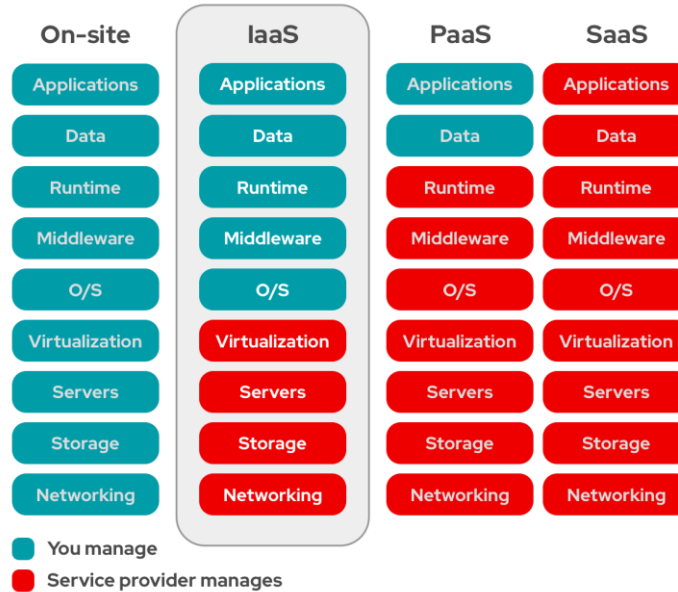 On-site IaaS PaaS SaaS
Applications Applications Applications Applications
Data Data Data Data
Runtime Runtime Runtime Runtime
Middleware Middleware Middleware Middleware
O/S O/S O/S O/S
Virtualization Virtualization Virtualization Virtualization
Servers Servers Servers Servers
Storage Storage Storage Storage
Networking Networking Networking Networking
You manage
Service provider manages